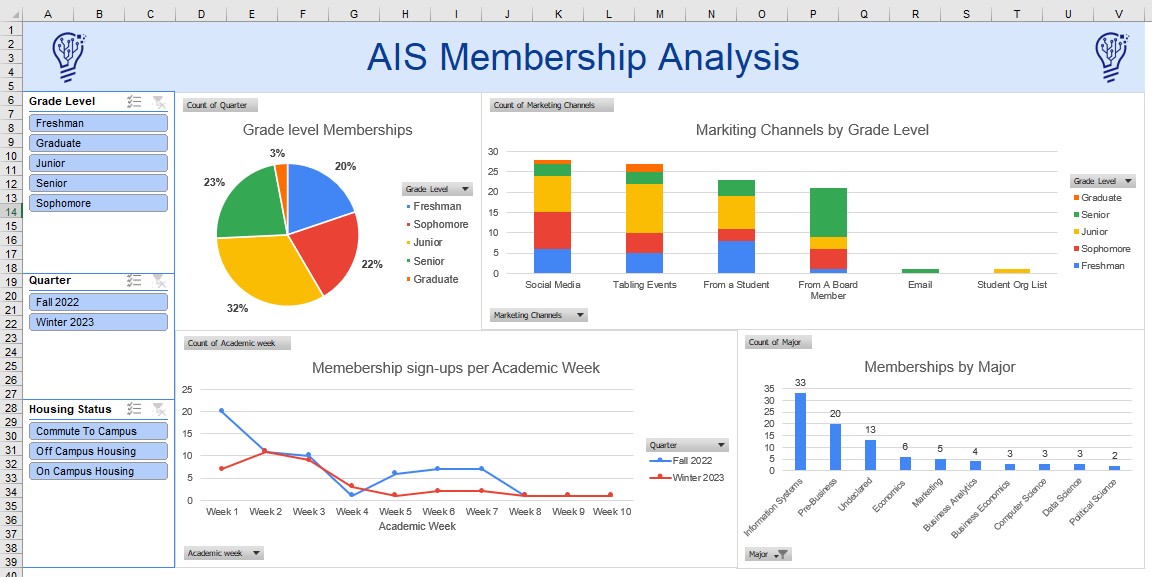 A B C D E F G H I J K L M N O P Q R S T U V
1
2
3
4
5
6
7
8
9
10
11
12
13
14
15
16
17
18
19
20
21
22
23
24
25
26
27
28
29
30
31
32
33
34
35
36
37
38
39
40
AIS Membership Analysis
Grade Level
Freshman
Graduate
Junior
Senior
Sophomore
Quarter
Fall 2022
Winter 2023
Housing Status
Commute To Campus
Off Campus Housing
On Campus Housing
Count of Quarter
Grade level Memberships
3%
20%
23%
22%
32%
Grade Level
Freshman
Sophomore
Junior
Senior
Graduate
Count of Marketing Channels
Markiting Channels by Grade Level
30
25
20
15
10
5
0
Social Media
Tabling Events
From a Student
From A Board
Member
Email
Student Org List
Grade Level
Graduate
Senior
Junior
Sophomore
Freshman
Marketing Channels
Count of Academic week
Memebership sign-ups per Academic Week
25
20
15
10
5
0
Week 1 Week 2 Week 3 Week 4 Week 5 Week 6 Week 7 Week 8 Week 9 Week 10
Academic Week
Quarter
Fall 2022
Winter 2023
Academic week
Count of Major
Memberships by Major
35
30
25
20
15
10
5
0
33
20
13
6
5
4
3
3
3
2
Information Systems
Pre-Business
Undeclared
Economics
Marketing
Business Analytics
Business Economics
Computer Science
Data Science
Political Science
Major